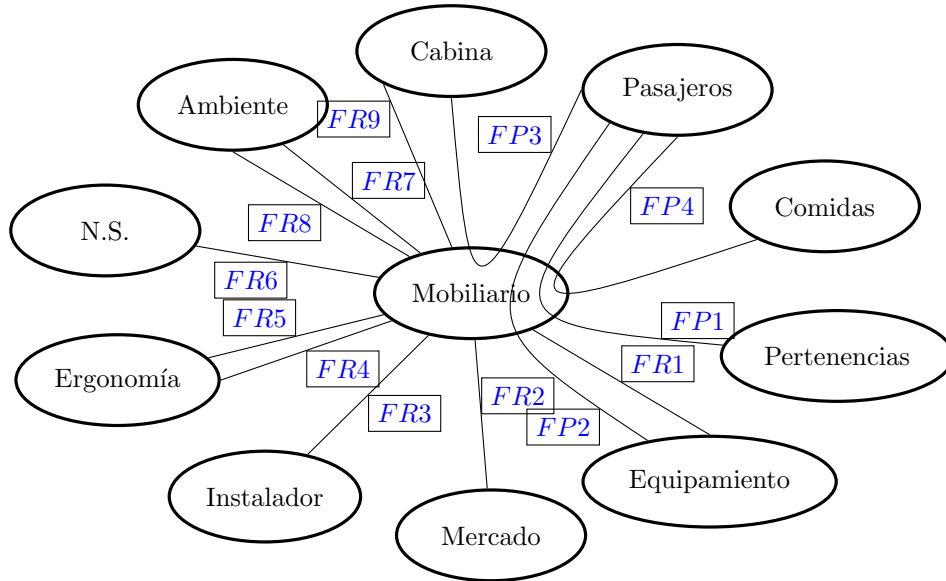 Cabina
Pasajeros
Ambiente
FR9
FP3
FR7
FP4
Comidas
FR8
N.S.
FR6
Mobiliario
FR5
FP1
FR1
Pertenencias
Ergonomía
FR4
FR2
FR3
FP2
Equipamiento
Instalador
Mercado